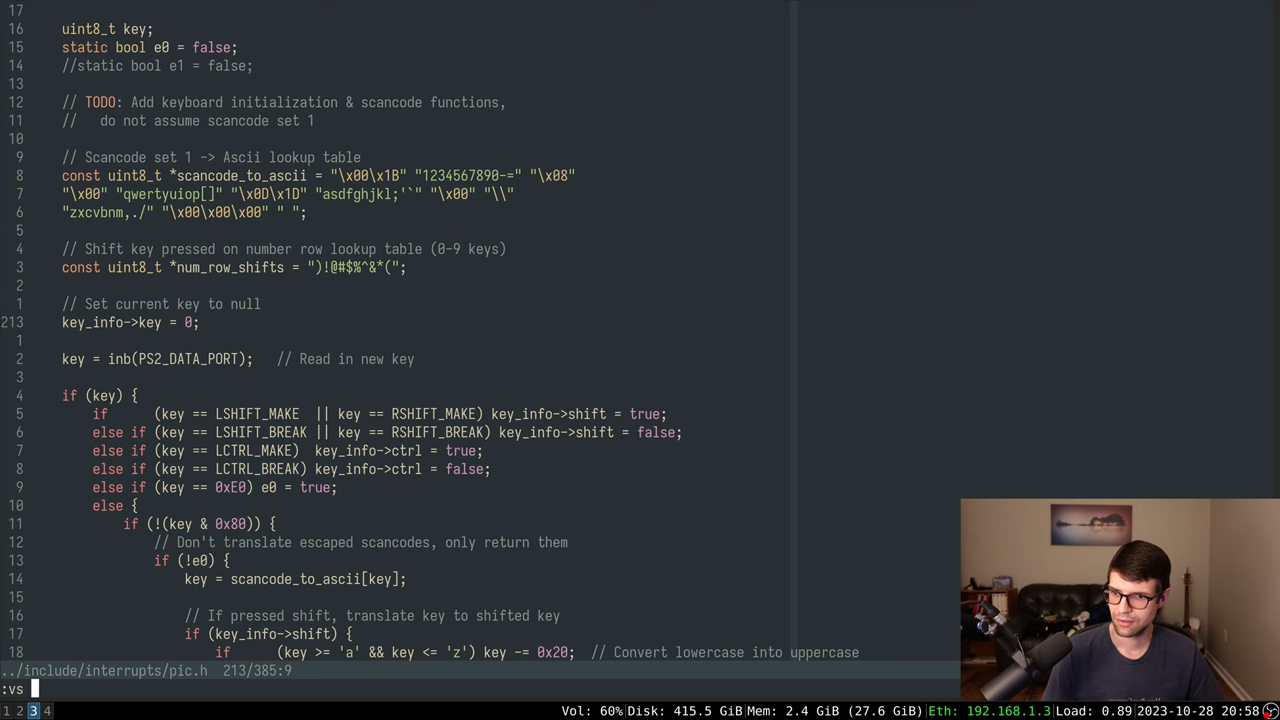 17
16 uint8_t key;
15 static bool e0 = false;
14 //static bool e1 = false;
13
12 // TODO: Add keyboard initialization & scancode functions,
11 //   do not assume scancode set 1
10
9 // Scancode set 1 -> Ascii lookup table
8 const uint8_t *scancode_to_ascii = "\x00\x1B" "1234567890-=" "\x08"
7 "\x00" "qwertyuiop[]" "\x0D\x1D" "asdfghjkl;'`" "\x00" "\\"
6 "zxcvbnm,./" "\x00\x00\x00" " ";
5
4 // Shift key pressed on number row lookup table (0-9 keys)
3 const uint8_t *num_row_shifts = ")!@#$%^&*(";
2
1 // Set current key to null
213 key_info->key = 0;
1
2 key = inb(PS2_DATA_PORT);   // Read in new key
3
4 if (key) {
5 if      (key == LSHIFT_MAKE  || key == RSHIFT_MAKE) key_info->shift = true;
6 else if (key == LSHIFT_BREAK || key == RSHIFT_BREAK) key_info->shift = false;
7 else if (key == LCTRL_MAKE)  key_info->ctrl = true;
8 else if (key == LCTRL_BREAK) key_info->ctrl = false;
9 else if (key == 0xE0) e0 = true;
10 else {
11 if (!(key & 0x80)) {
12 // Don't translate escaped scancodes, only return them
13 if (!e0) {
14 key = scancode_to_ascii[key];
15
16 // If pressed shift, translate key to shifted key
17 if (key_info->shift) {
18 if      (key >= 'a' && key <= 'z') key -= 0x20;  // Convert lowercase into uppercase
../include/interrupts/pic.h  213/385:9
:vs
1 2 3 4 Vol: 60%|Disk: 415.5 GiB|Mem: 2.4 GiB (27.6 GiB)|Eth: 192.168.1.3|Load: 0.89|2023-10-28 20:58